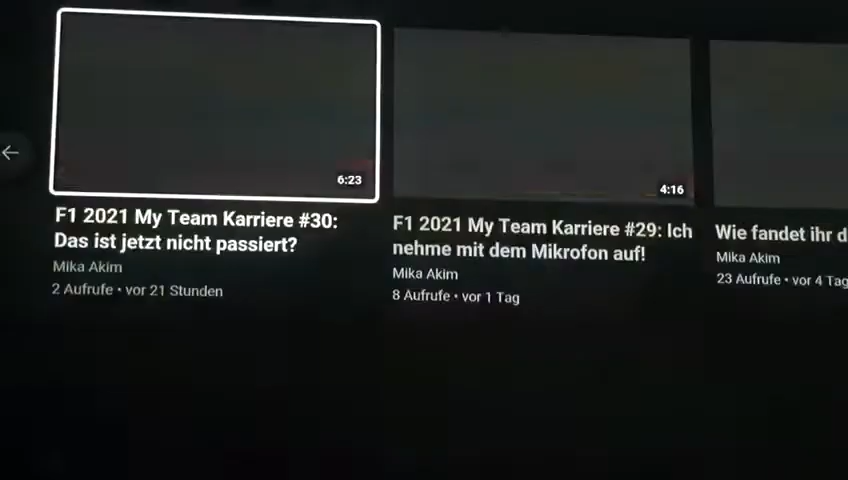 6:23
F1 2021 My Team Karriere #30:
Das ist jetzt nicht passiert?
Mika Akim
2 Aufrufe • vor 21 Stunden
4:16
F1 2021 My Team Karriere #29: Ich
nehme mit dem Mikrofon auf!
Mika Akim
8 Aufrufe • vor 1 Tag
Wie fandet ihr d
Mika Akim
23 Aufrufe • vor 4 Tag